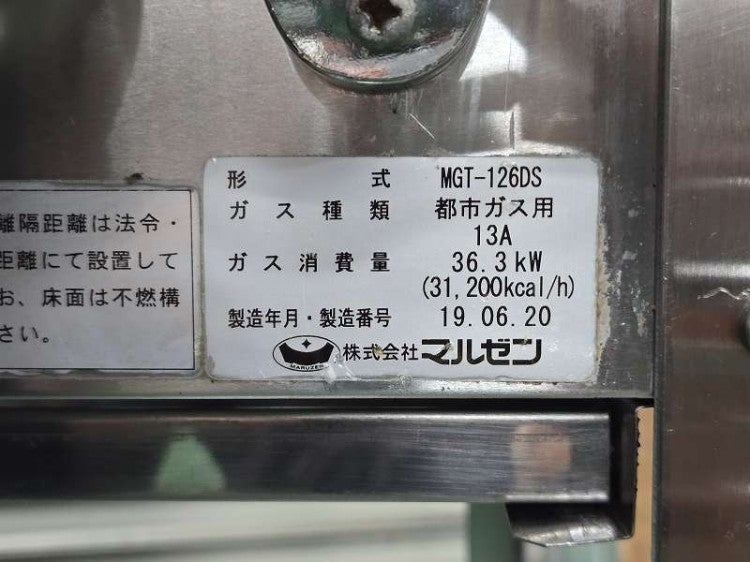 離隔距離は法令・
距離にて設置して
お、床面は不燃構
さい。
形 式 MGT-126DS
ガス種類 都市ガス用
13A
ガス消費量 36.3kW
(31,200kcal/h)
製造年月・製造番号 19.06.20
MARUZEN 株式会社マルゼン